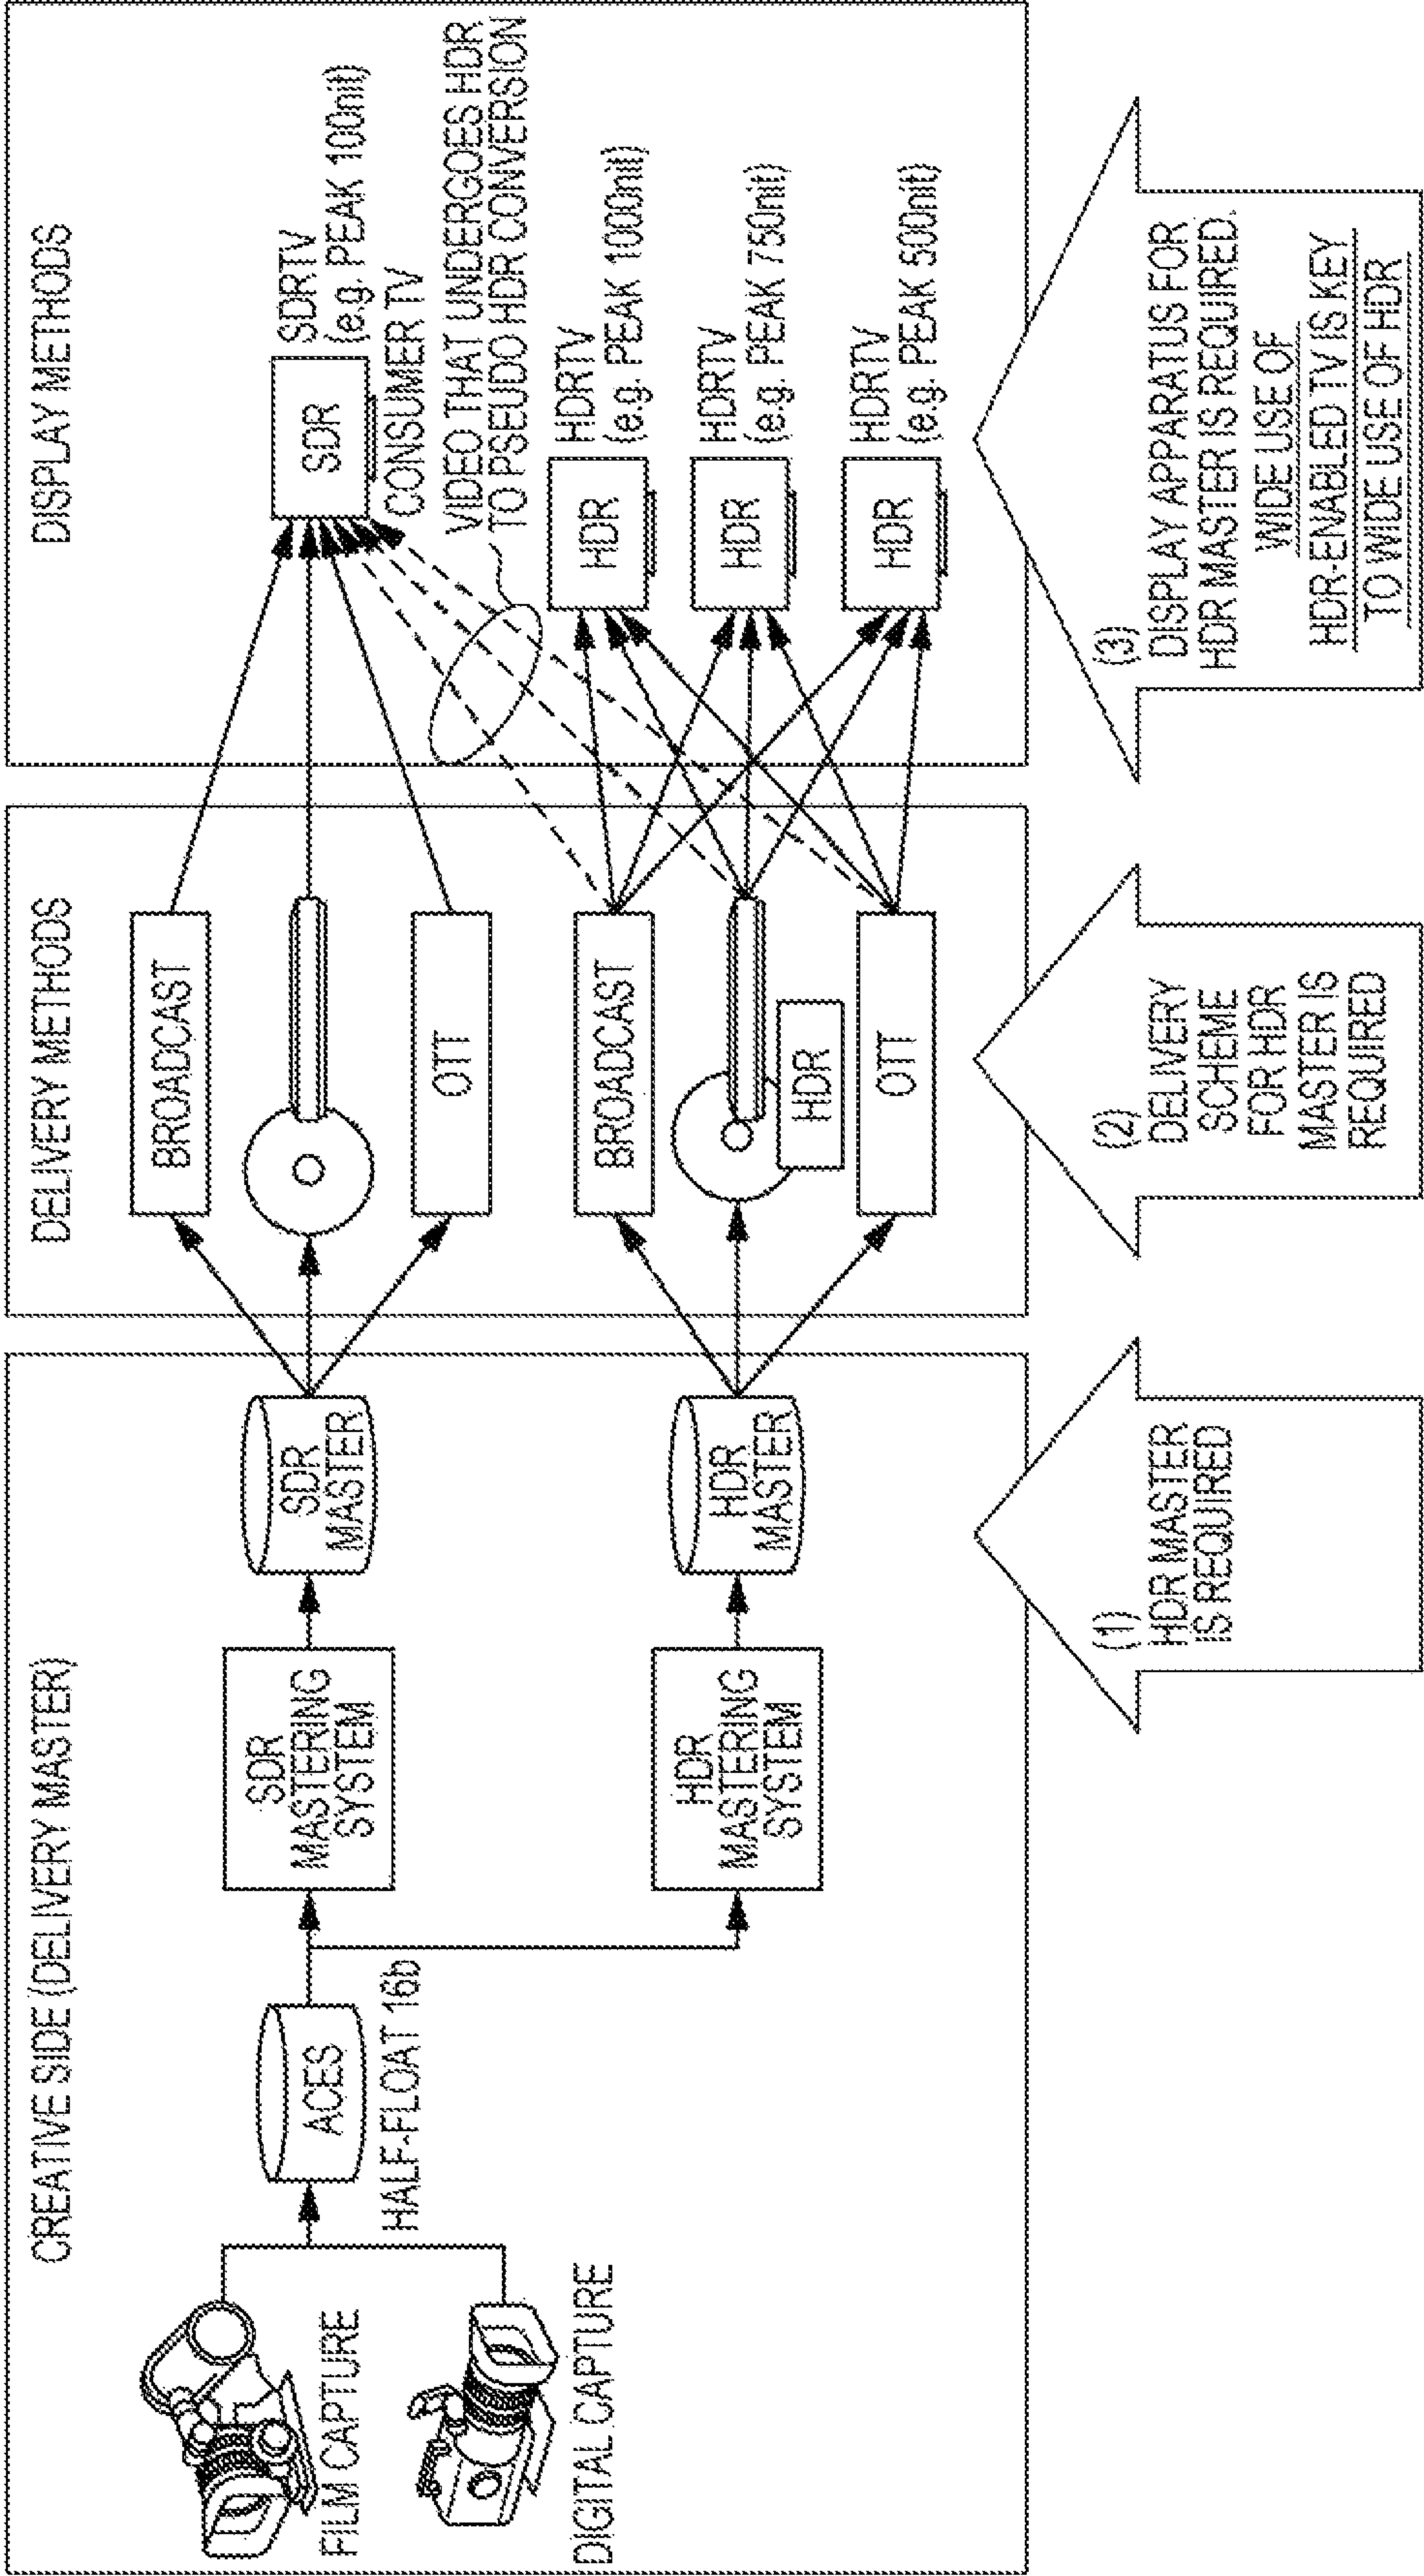 CREATIVE SIDE (DELIVERY MASTER)
FILM CAPTURE
DIGITAL CAPTURE
ACES
HALF-FLOAT 16b
SDR
MASTERING
SYSTEM
SDR
MASTER
HDR
MASTERING
SYSTEM
HDR
MASTER
DELIVERY METHODS
BROADCAST
OTT
BROADCAST
HDR
OTT
DISPLAY METHODS
SDR
SDRTV
(e.g. PEAK 100nit)
CONSUMER TV
VIDEO THAT UNDERGOES HDR
TO PSEUDO HDR CONVERSION
HDR
HDRTV
(e.g. PEAK 1000nit)
HDR
HDRTV
(e.g. PEAK 750nit)
HDR
HDRTV
(e.g. PEAK 500nit)
(1)
HDR MASTER
IS REQUIRED
(2)
DELIVERY
SCHEME
FOR HDR
MASTER IS
REQUIRED
(3)
DISPLAY APPARATUS FOR
HDR MASTER IS REQUIRED.
WIDE USE OF
HDR-ENABLED TV IS KEY
TO WIDE USE OF HDR